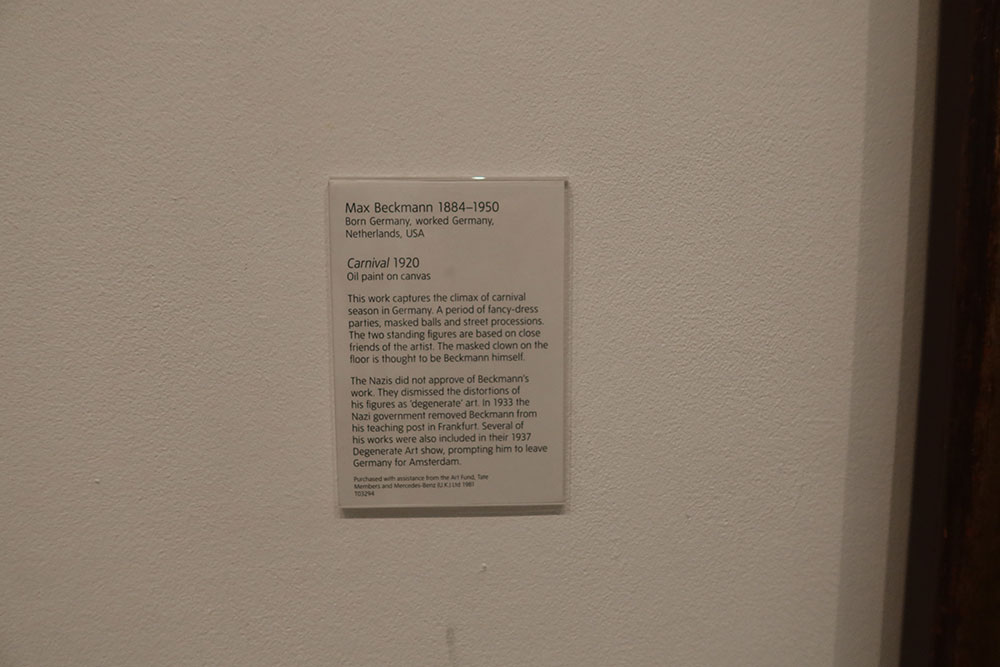 Max Beckmann 1884–1950
Born Germany, worked Germany,
Netherlands, USA
Carnival 1920
Oil paint on canvas
This work captures the climax of carnival
season in Germany. A period of fancy-dress
parties, masked balls and street processions.
The two standing figures are based on close
friends of the artist. The masked clown on the
floor is thought to be Beckmann himself.
The Nazis did not approve of Beckmann's
work. They dismissed the distortions of
his figures as 'degenerate' art. In 1933 the
Nazi government removed Beckmann from
his teaching post in Frankfurt. Several of
his works were also included in their 1937
Degenerate Art show, prompting him to leave
Germany for Amsterdam.
Purchased with assistance from the Art Fund, Tate
Members and Mercedes-Benz (U.K.) Ltd 1981
T03294